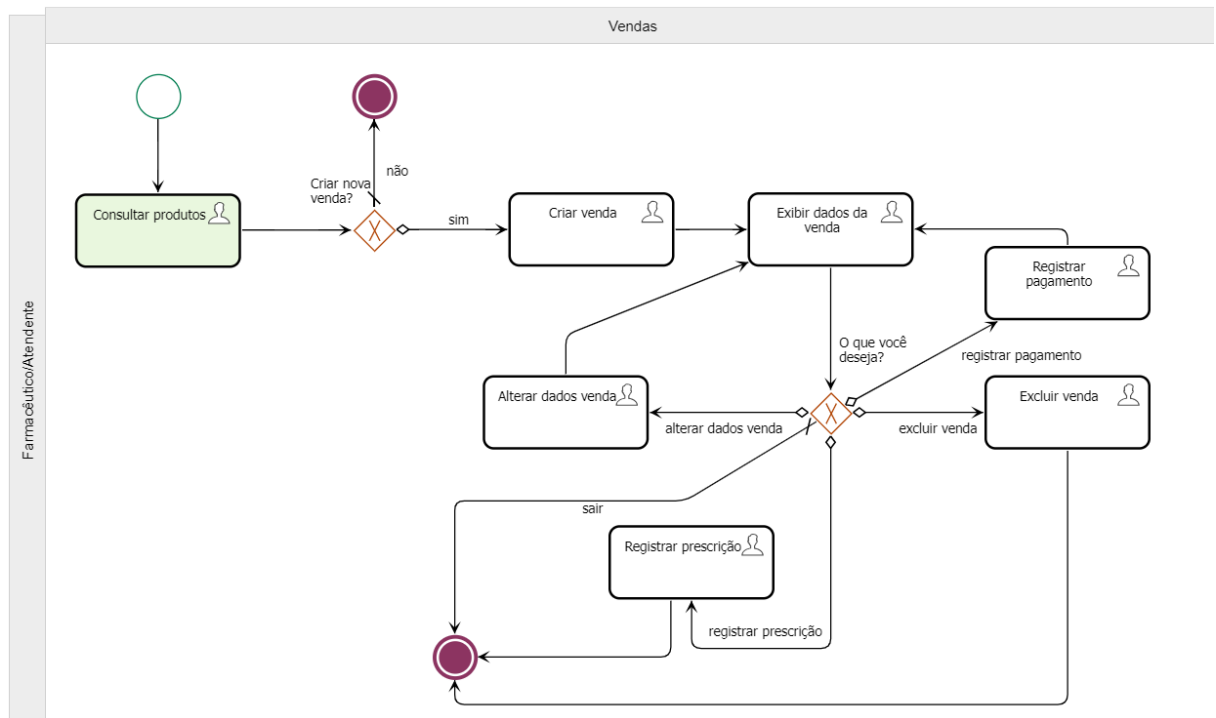 Vendas
Farmacêutico/Atendente
não
Criar nova
venda?
Consultar produtos
sim
Criar venda
Exibir dados da
venda
Registrar
pagamento
O que você
deseja?
registrar pagamento
Alterar dados venda
alterar dados venda
excluir venda
Excluir venda
sair
Registrar prescrição
registrar prescrição